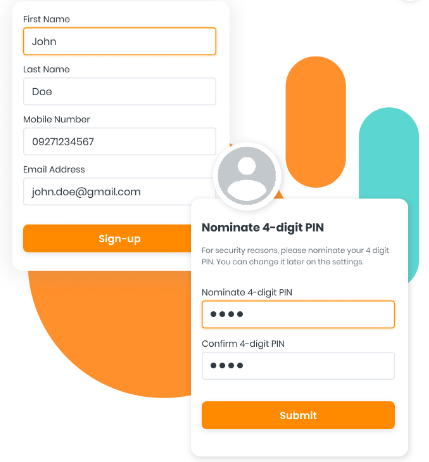 First Name
John
Last Name
Doe
Mobile Number
09271234567
Email Address
john.doe@gmail.com
Sign-up
Nominate 4-digit PIN
For security reasons, please nominate your 4 digit
PIN. You can change it later on the settings.
Nominate 4-digit PIN
Confirm 4-digit PIN
Submit